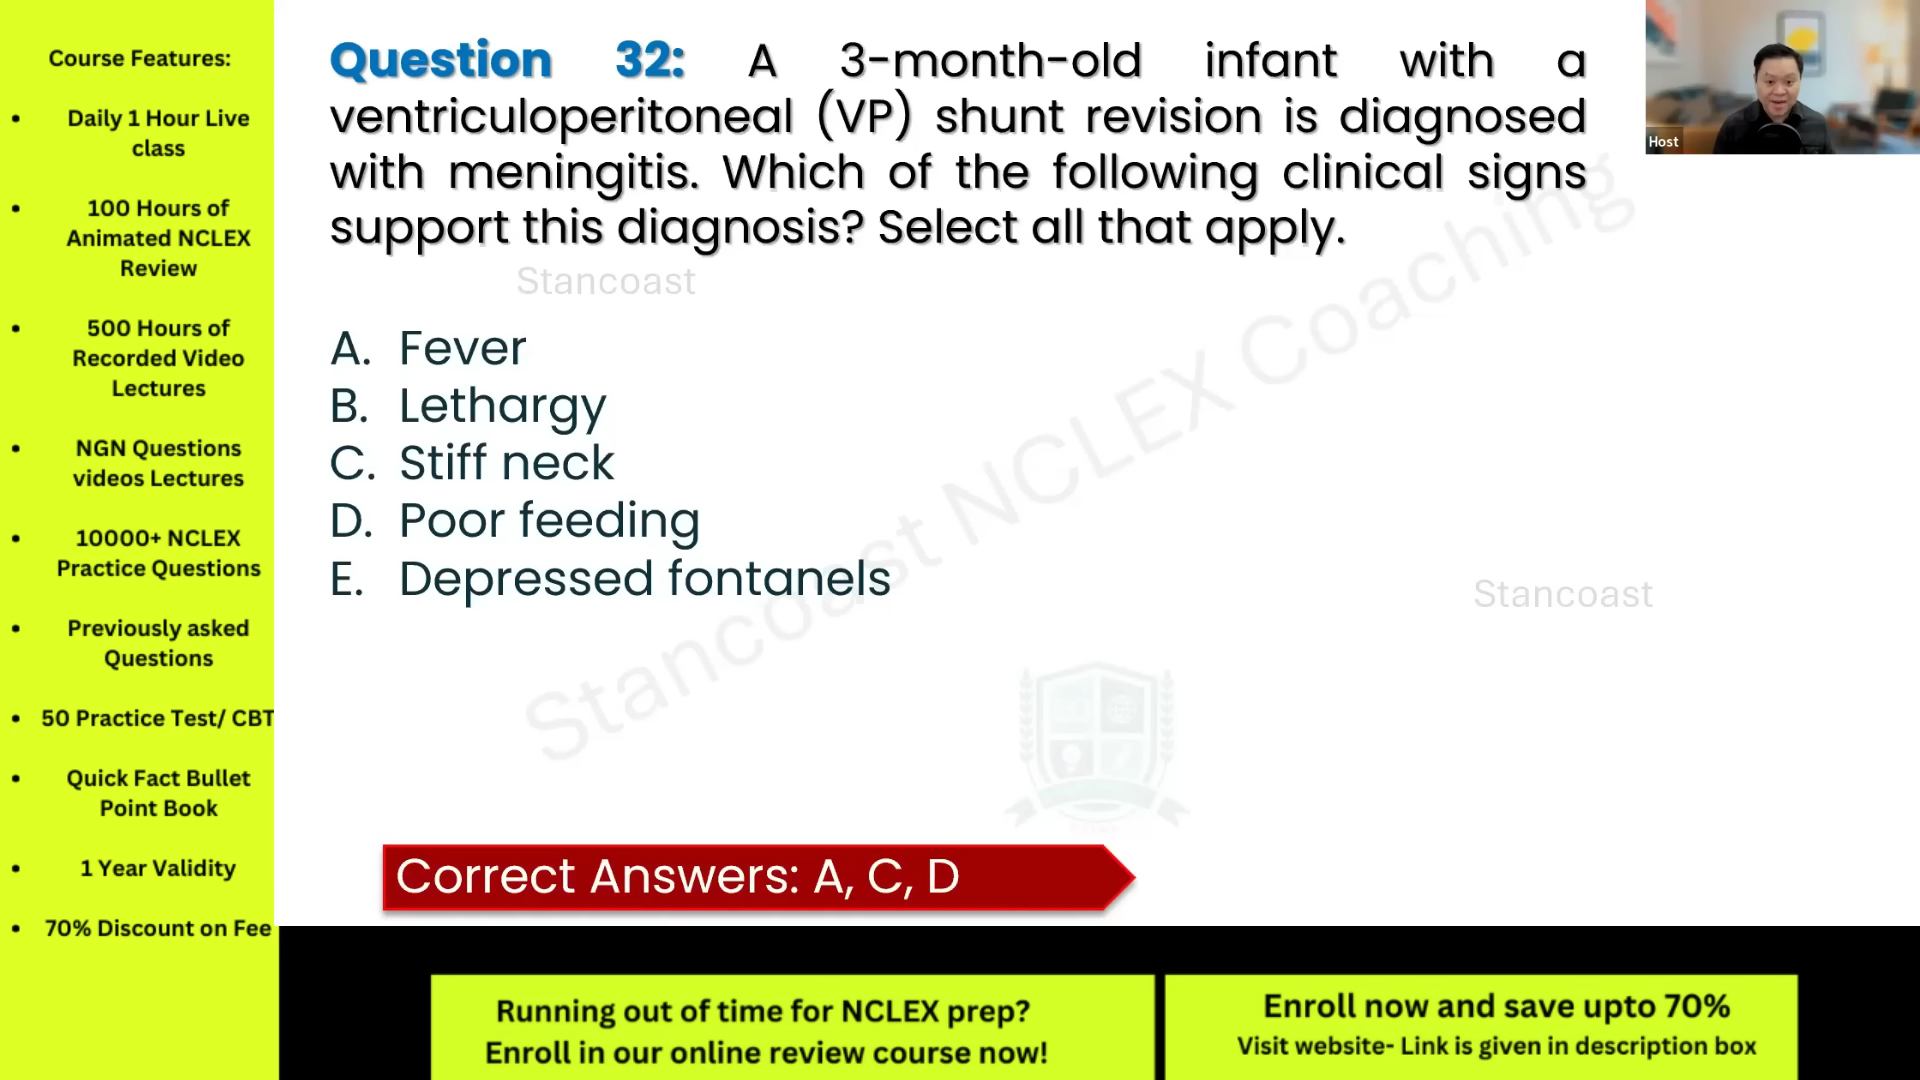 Course Features:
• Daily 1 Hour Live
class
• 100 Hours of
Animated NCLEX
Review
• 500 Hours of
Recorded Video
Lectures
• NGN Questions
videos Lectures
• 10000+ NCLEX
Practice Questions
• Previously asked
Questions
• 50 Practice Test/ CBT
• Quick Fact Bullet
Point Book
• 1 Year Validity
• 70% Discount on Fee
Question 32: A 3-month-old infant with a
ventriculoperitoneal (VP) shunt revision is diagnosed
with meningitis. Which of the following clinical signs
support this diagnosis? Select all that apply.
Stancoast
A. Fever
B. Lethargy
C. Stiff neck
D. Poor feeding
E. Depressed fontanels
Stancoast NCLEX Coaching
Stancoast
Correct Answers: A, C, D
Host
Running out of time for NCLEX prep?
Enroll in our online review course now!
Enroll now and save upto 70%
Visit website- Link is given in description box